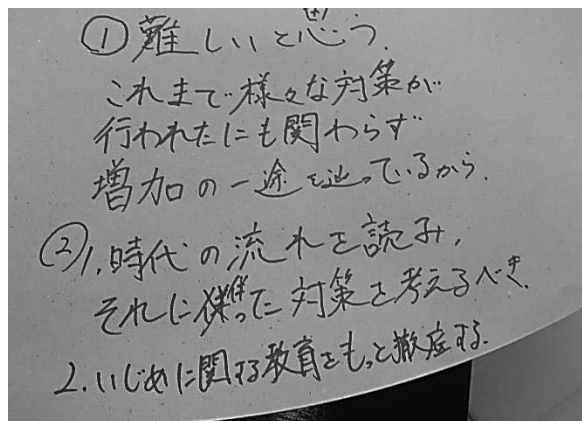 ①難しいと思う.
これまで様々な対策が
行われたにも関わらず
増加の一途を辿っているから.
②1.時代の流れを読み,
それに伴った対策を考えるべき.
2.いじめに関する教育をもっと徹底する.